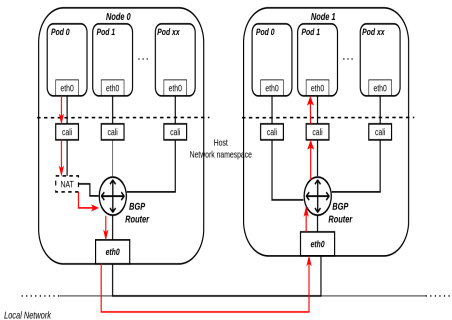 Node 0
Node 1
Pod 0
Pod 1
...
Pod xx
Pod 0
Pod 1
...
Pod xx
eth0
eth0
eth0
eth0
eth0
eth0
cali
cali
cali
cali
cali
cali
Host
Network namespace
NAT
BGP
Router
BGP
Router
eth0
eth0
Local Network